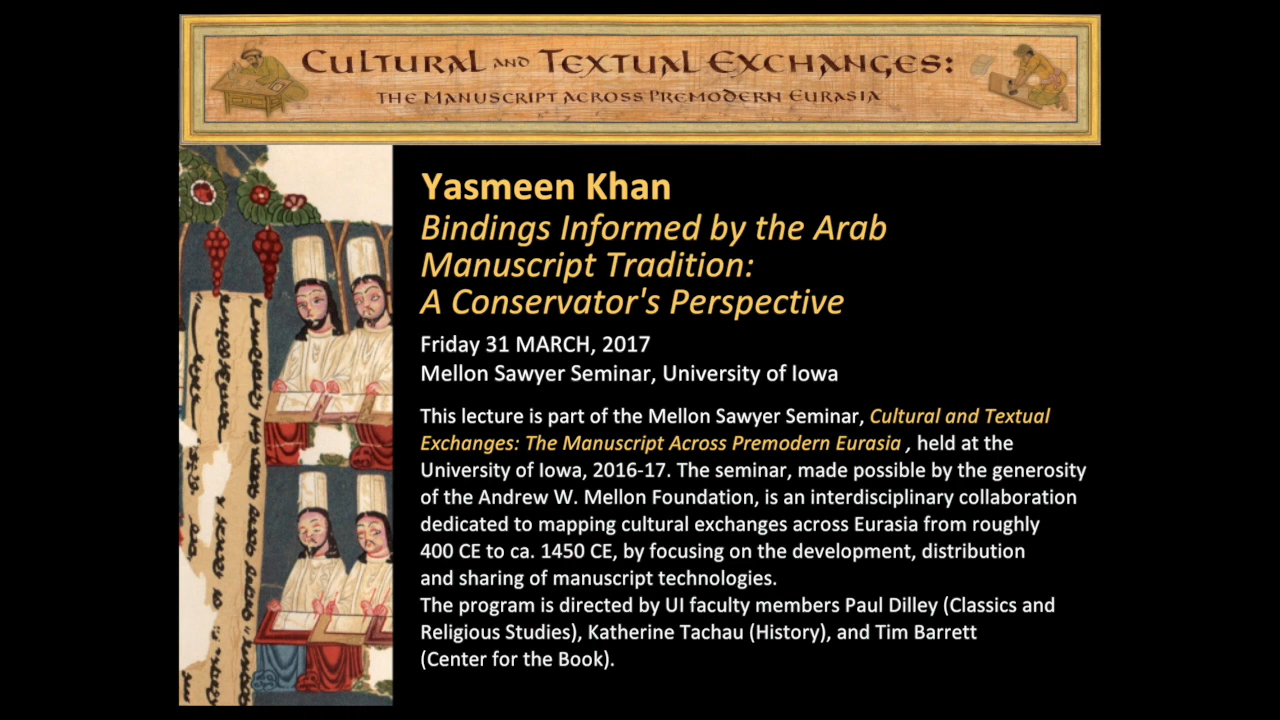 CULTURAL AND TEXTUAL EXCHANGES:
THE MANUSCRIPT ACROSS PREMODERN EURASIA
Yasmeen Khan
Bindings Informed by the Arab
Manuscript Tradition:
A Conservator's Perspective
Friday 31 MARCH, 2017
Mellon Sawyer Seminar, University of Iowa
This lecture is part of the Mellon Sawyer Seminar, Cultural and Textual
Exchanges: The Manuscript Across Premodern Eurasia , held at the
University of Iowa, 2016-17. The seminar, made possible by the generosity
of the Andrew W. Mellon Foundation, is an interdisciplinary collaboration
dedicated to mapping cultural exchanges across Eurasia from roughly
400 CE to ca. 1450 CE, by focusing on the development, distribution
and sharing of manuscript technologies.
The program is directed by UI faculty members Paul Dilley (Classics and
Religious Studies), Katherine Tachau (History), and Tim Barrett
(Center for the Book).